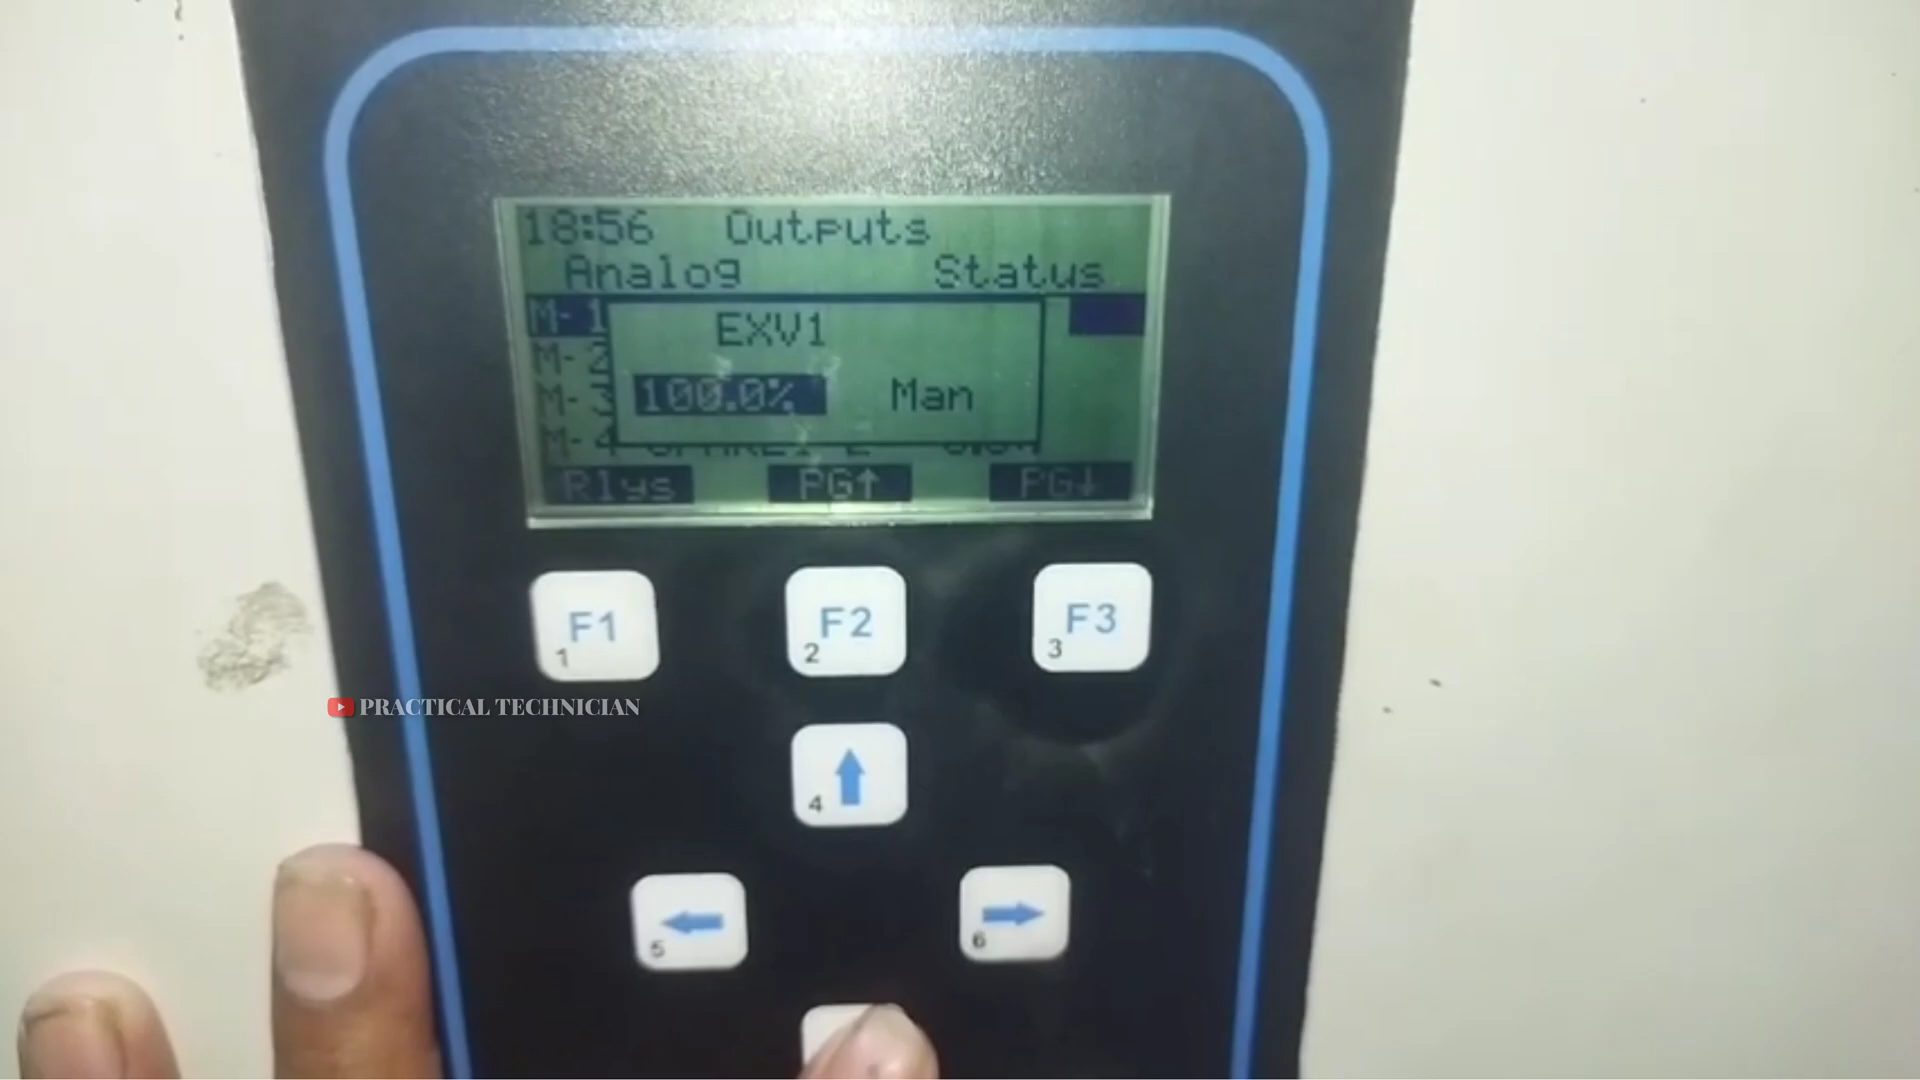 18:56 Outputs
Analog Status
M-1
EXV1
M-2
M-3
100.0% Man
M-4
Rlys PG↑ PG↓
F1 F2 F3
1 2 3
PRACTICAL TECHNICIAN
4
5 6